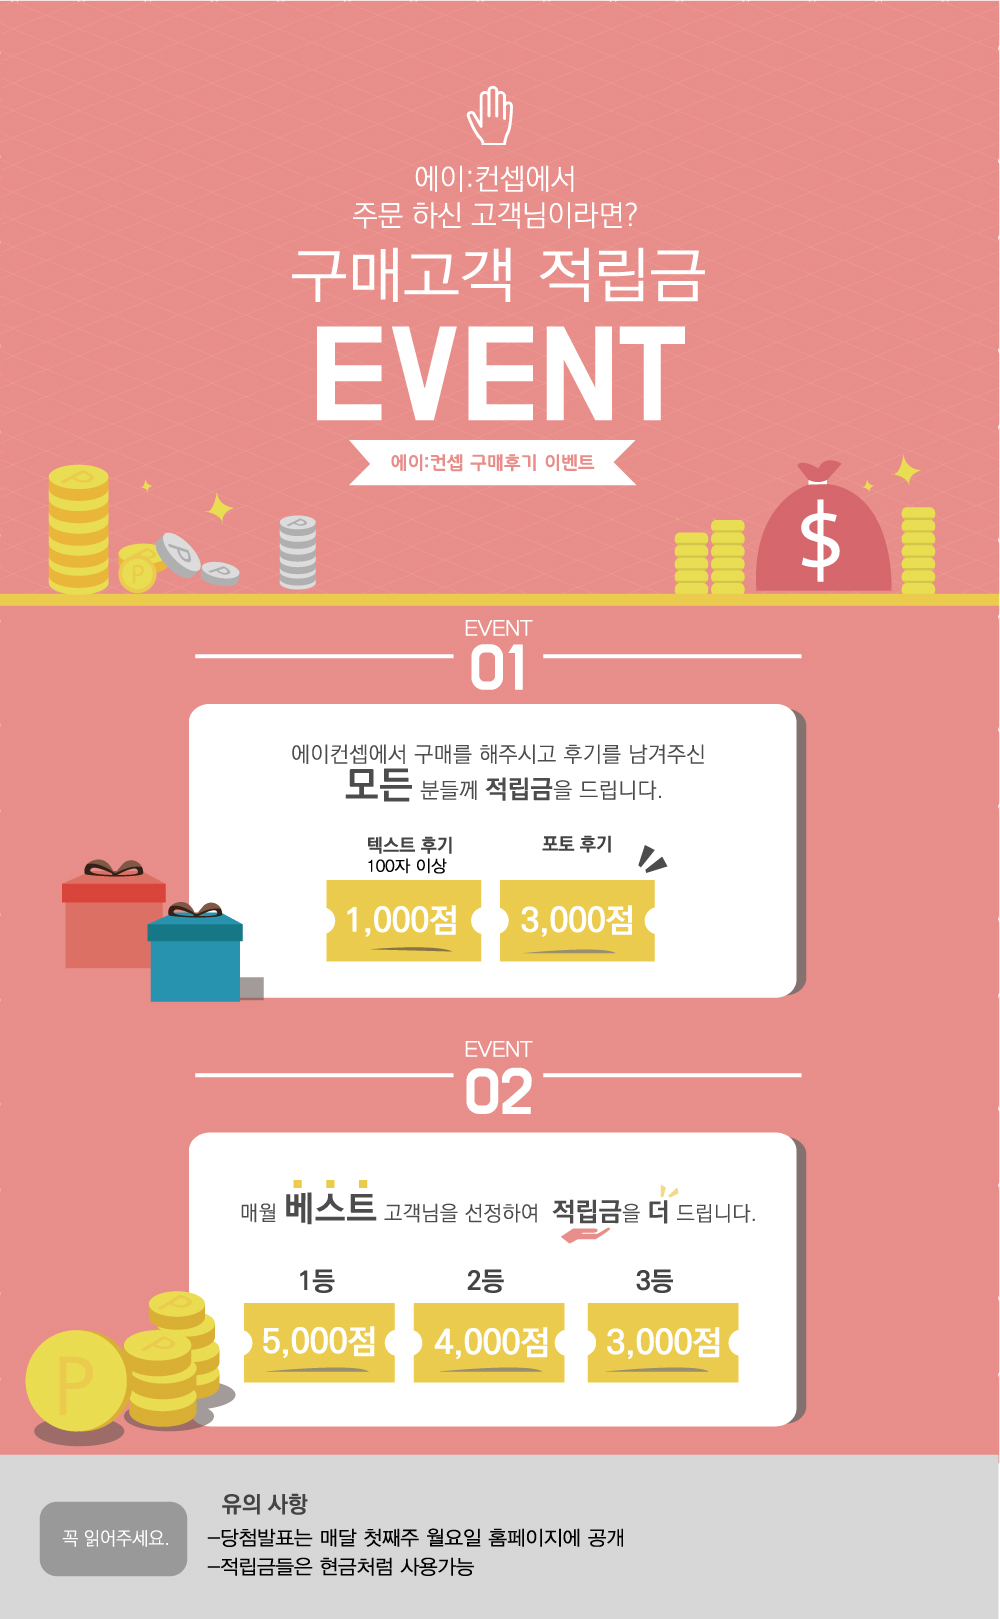 에이:컨셉에서
주문 하신 고객님이라면?
구매고객 적립금
EVENT
에이:컨셉 구매후기 이벤트
P
P
P
P
P
$
EVENT
01
에이컨셉에서 구매를 해주시고 후기를 남겨주신
모든 분들께 적립금을 드립니다.
텍스트 후기
100자 이상
포토 후기
1,000점
3,000점
EVENT
02
매월 베스트 고객님을 선정하여 적립금을 더 드립니다.
1등
2등
3등
5,000점
4,000점
3,000점
P
P
P
꼭 읽어주세요.
유의 사항
-당첨발표는 매달 첫째주 월요일 홈페이지에 공개
-적립금들은 현금처럼 사용가능